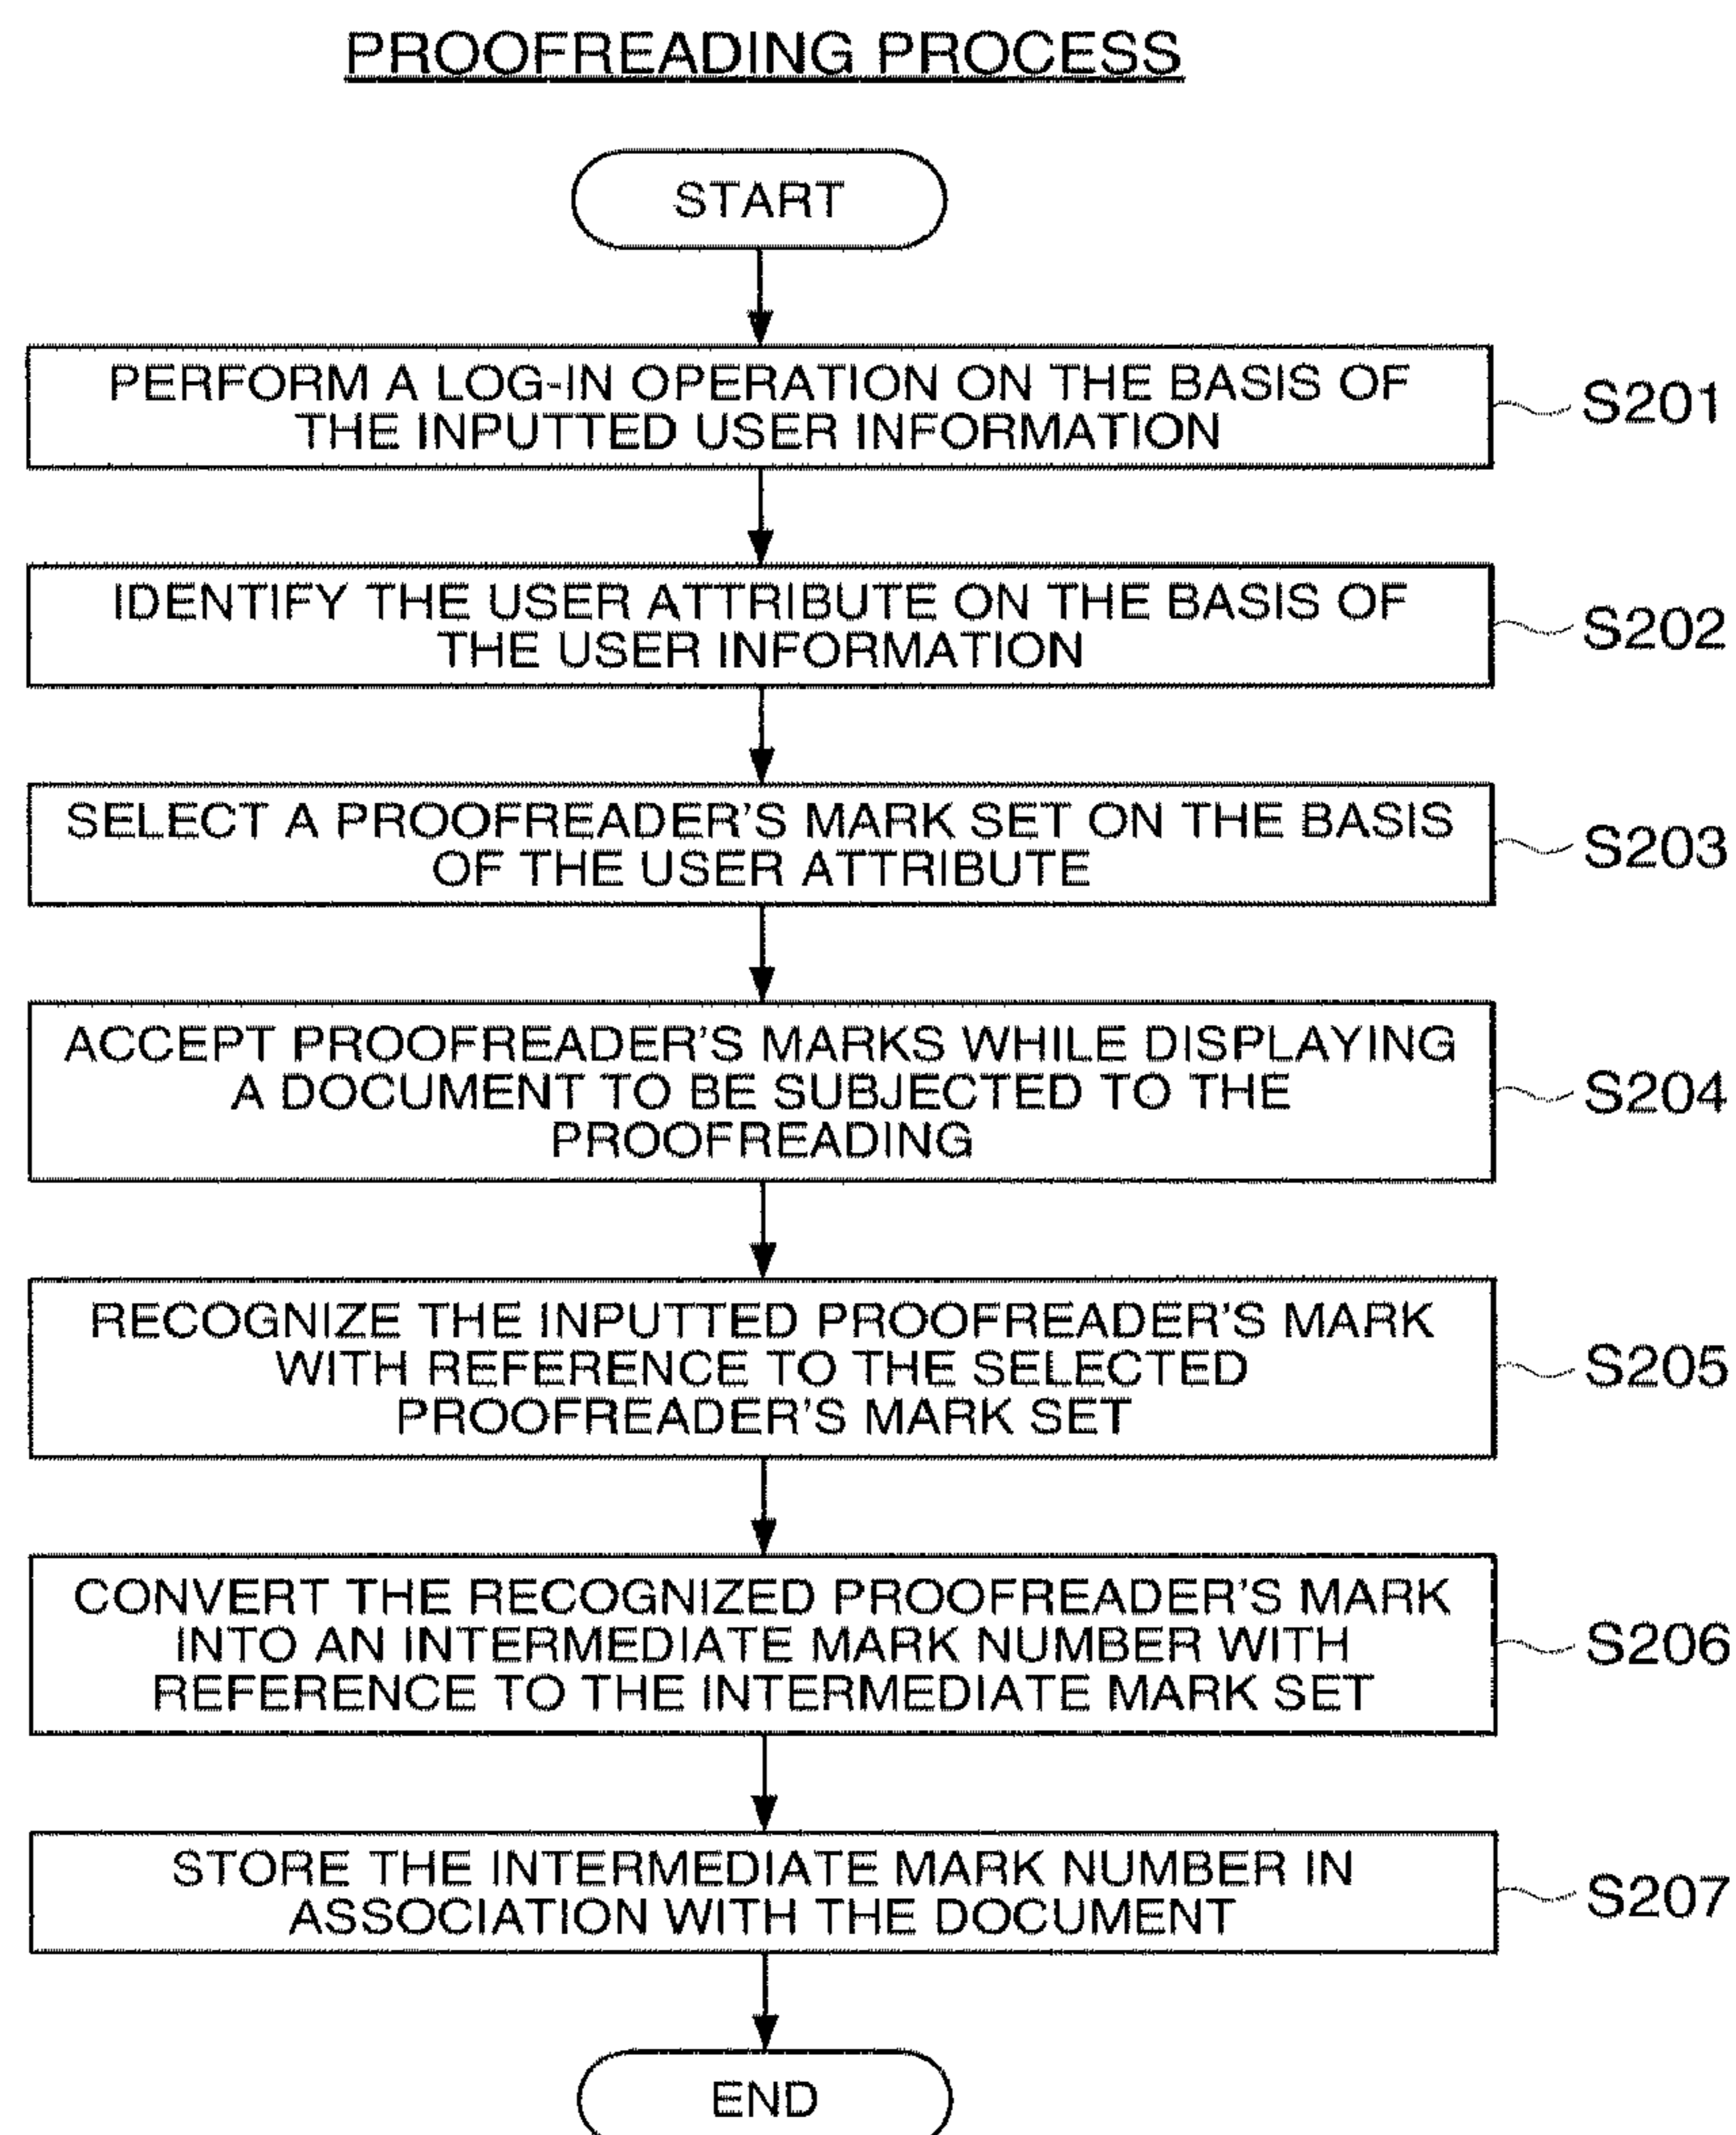 PROOFREADING PROCESS
START
PERFORM A LOG-IN OPERATION ON THE BASIS OF
THE INPUTTED USER INFORMATION
S201
IDENTIFY THE USER ATTRIBUTE ON THE BASIS OF
THE USER INFORMATION
S202
SELECT A PROOFREADER'S MARK SET ON THE BASIS
OF THE USER ATTRIBUTE
S203
ACCEPT PROOFREADER'S MARKS WHILE DISPLAYING
A DOCUMENT TO BE SUBJECTED TO THE
PROOFREADING
S204
RECOGNIZE THE INPUTTED PROOFREADER'S MARK
WITH REFERENCE TO THE SELECTED
PROOFREADER'S MARK SET
S205
CONVERT THE RECOGNIZED PROOFREADER'S MARK
INTO AN INTERMEDIATE MARK NUMBER WITH
REFERENCE TO THE INTERMEDIATE MARK SET
S206
STORE THE INTERMEDIATE MARK NUMBER IN
ASSOCIATION WITH THE DOCUMENT
S207
END